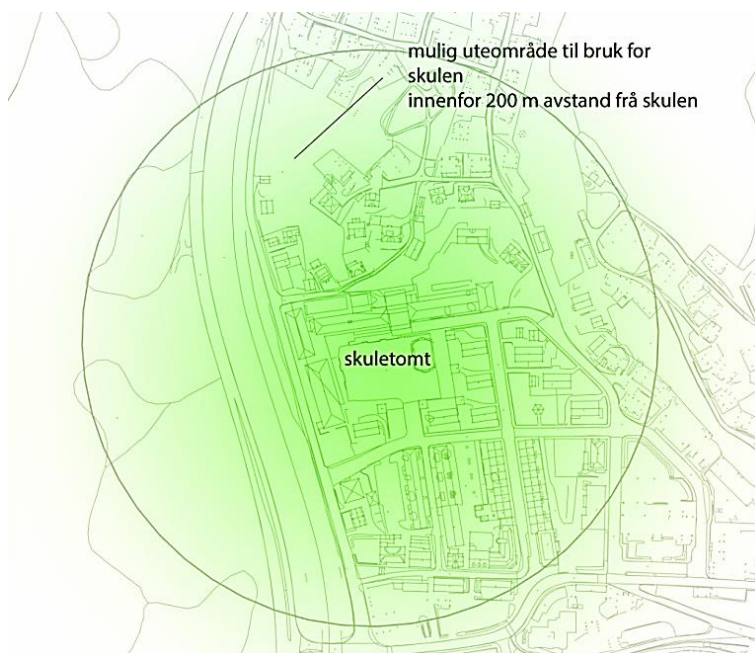 mulig uteområde til bruk for
skulen
innenfor 200 m avstand frå skulen
skuletomt